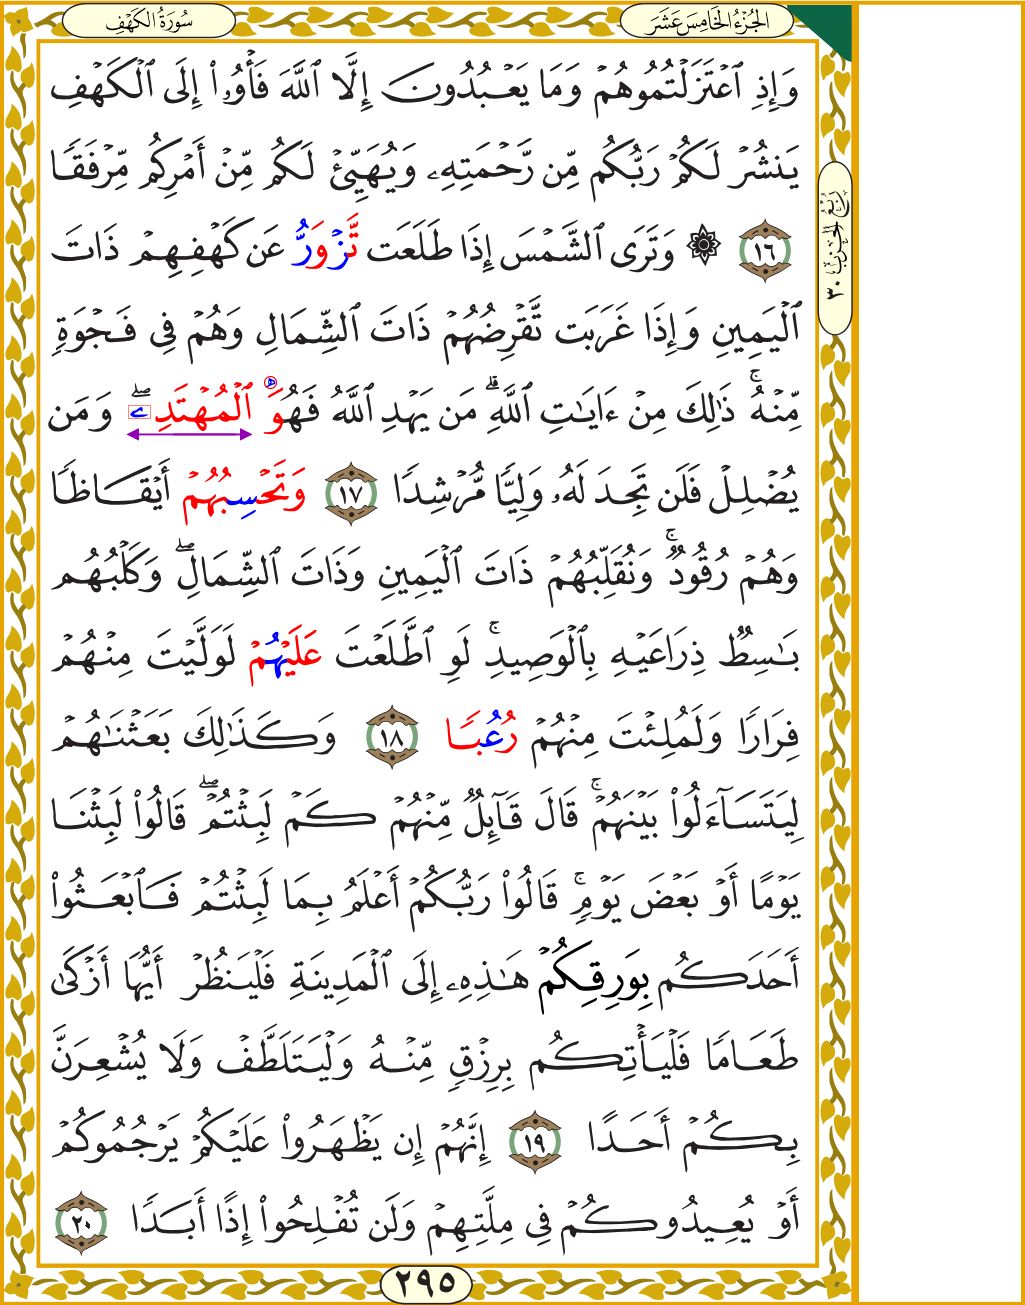 سُورَةُ الكَهۡفِ
الجُزۡءُ الخَامِسَ عَشَرَ
وَإِذِ ٱعۡتَزَلۡتُمُوهُمۡ وَمَا يَعۡبُدُونَ إِلَّا ٱللَّهَ فَأۡوُۥٓاْ إِلَى ٱلۡكَهۡفِ
يَنشُرۡ لَكُمۡ رَبُّكُم مِّن رَّحۡمَتِهِۦ وَيُهَيِّئۡ لَكُم مِّنۡ أَمۡرِكُم مِّرۡفَقٗا
١٦ ۞ وَتَرَى ٱلشَّمۡسَ إِذَا طَلَعَت تَّزۡوَرُّ عَن كَهۡفِهِمۡ ذَاتَ
رُبۡعُ الحِزۡب ٣٠
ٱلۡيَمِينِ وَإِذَا غَرَبَت تَّقۡرِضُهُمۡ ذَاتَ ٱلشِّمَالِ وَهُمۡ فِي فَجۡوَةٖ
مِّنۡهُۚ ذَٰلِكَ مِنۡ ءَايَٰتِ ٱللَّهِۗ مَن يَهۡدِ ٱللَّهُ فَهُوَ ٱلۡمُهۡتَدِۦۖ وَمَن
يُضۡلِلۡ فَلَن تَجِدَ لَهُۥ وَلِيّٗا مُّرۡشِدٗا ١٧ وَتَحۡسِبُهُمۡ أَيۡقَاظٗا
وَهُمۡ رُقُودٞۚ وَنُقَلِّبُهُمۡ ذَاتَ ٱلۡيَمِينِ وَذَاتَ ٱلشِّمَالِۖ وَكَلۡبُهُم
بَٰسِطٞ ذِرَاعَيۡهِ بِٱلۡوَصِيدِۚ لَوِ ٱطَّلَعۡتَ عَلَيۡهُمۡ لَوَلَّيۡتَ مِنۡهُمۡ
فِرَارٗا وَلَمُلِئۡتَ مِنۡهُمۡ رُعُبٗا ١٨ وَكَذَٰلِكَ بَعَثۡنَٰهُمۡ
لِيَتَسَآءَلُواْ بَيۡنَهُمۡۚ قَالَ قَآئِلٞ مِّنۡهُمۡ كَمۡ لَبِثۡتُمۡۖ قَالُواْ لَبِثۡنَا
يَوۡمًا أَوۡ بَعۡضَ يَوۡمٖۚ قَالُواْ رَبُّكُمۡ أَعۡلَمُ بِمَا لَبِثۡتُمۡ فَٱبۡعَثُوٓاْ
أَحَدَكُم بِوَرِقِكُمۡ هَٰذِهِۦٓ إِلَى ٱلۡمَدِينَةِ فَلۡيَنظُرۡ أَيُّهَآ أَزۡكَىٰ
طَعَامٗا فَلۡيَأۡتِكُم بِرِزۡقٖ مِّنۡهُ وَلۡيَتَلَطَّفۡ وَلَا يُشۡعِرَنَّ
بِكُمۡ أَحَدًا ١٩ إِنَّهُمۡ إِن يَظۡهَرُواْ عَلَيۡكُمۡ يَرۡجُمُوكُمۡ
أَوۡ يُعِيدُوكُمۡ فِي مِلَّتِهِمۡ وَلَن تُفۡلِحُوٓاْ إِذًا أَبَدٗا ٢٠
٢٩٥